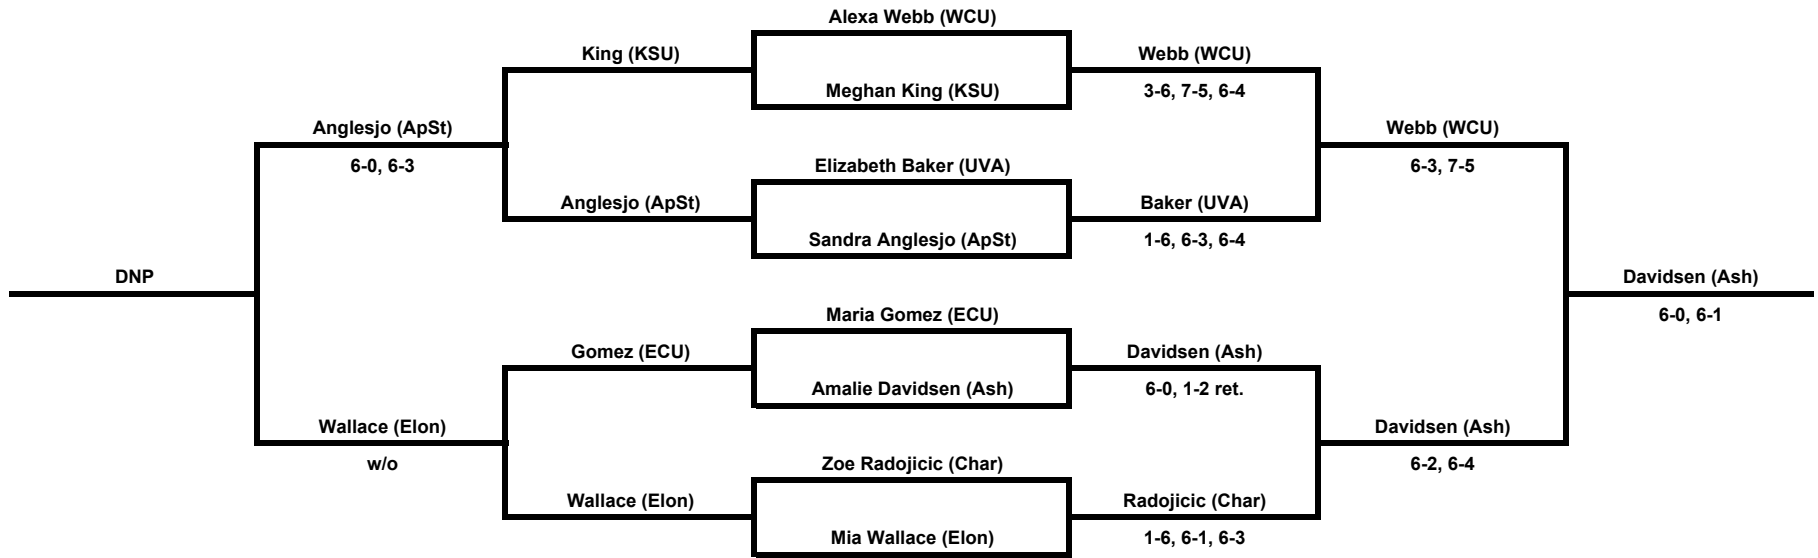 Alexa Webb (WCU)
King (KSU)
Webb (WCU)
Meghan King (KSU)
3-6, 7-5, 6-4
Anglesjo (ApSt)
Webb (WCU)
6-0, 6-3
Elizabeth Baker (UVA)
6-3, 7-5
Anglesjo (ApSt)
Baker (UVA)
Sandra Anglesjo (ApSt)
1-6, 6-3, 6-4
DNP
Davidsen (Ash)
Maria Gomez (ECU)
6-0, 6-1
Gomez (ECU)
Davidsen (Ash)
Amalie Davidsen (Ash)
6-0, 1-2 ret.
Wallace (Elon)
Davidsen (Ash)
w/o
Zoe Radojicic (Char)
6-2, 6-4
Wallace (Elon)
Radojicic (Char)
Mia Wallace (Elon)
1-6, 6-1, 6-3